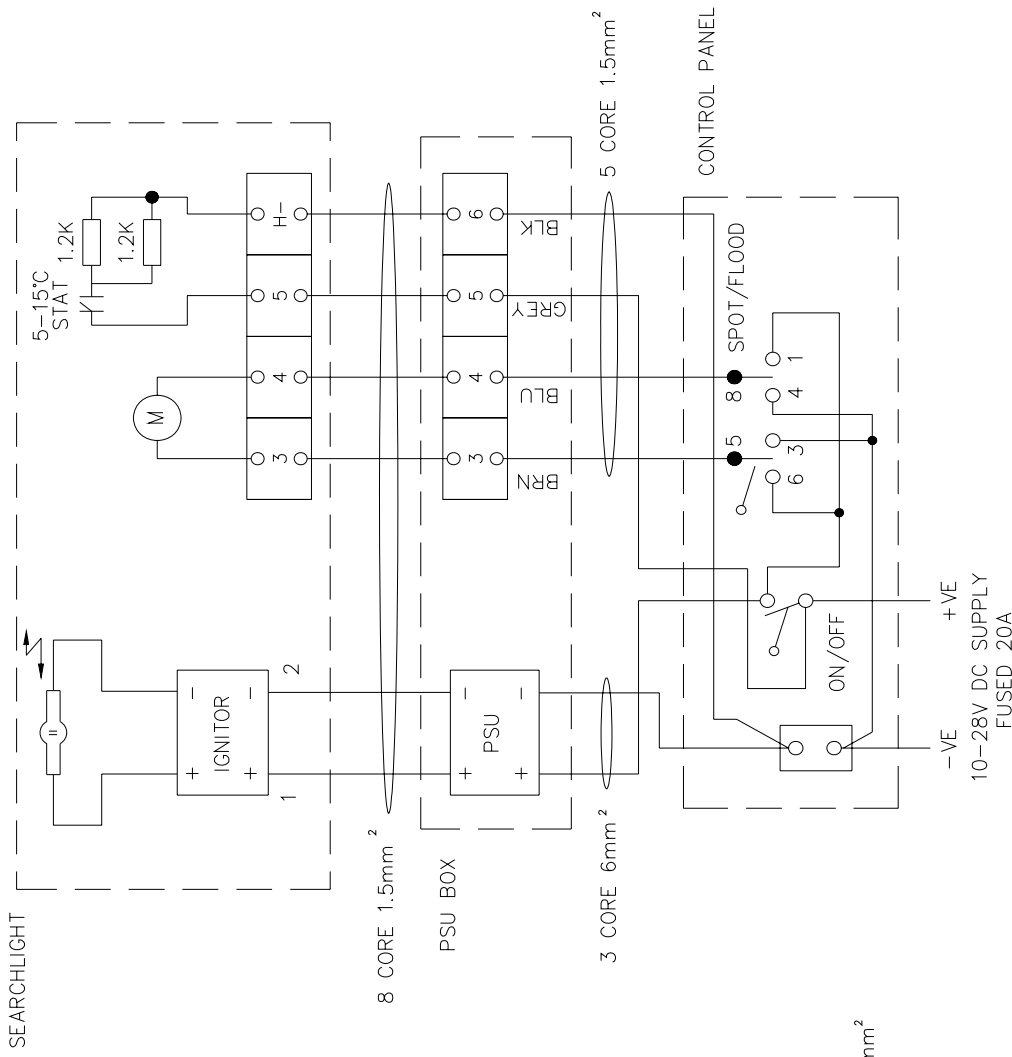 SEARCHLIGHT
5-15°C
STAT
1.2K
1.2K
M
=
+
-
IGNITOR
+
-
1
2
3
4
5
H-
8 CORE 1.5mm²
PSU BOX
+
-
PSU
+
-
3
4
5
6
BRN
BLU
GREY
BLK
3 CORE 6mm²
5 CORE 1.5mm²
CONTROL PANEL
5
8
SPOT/FLOOD
6
3
4
1
ON/OFF
-VE
+VE
10-28V DC SUPPLY
FUSED 20A
mm²